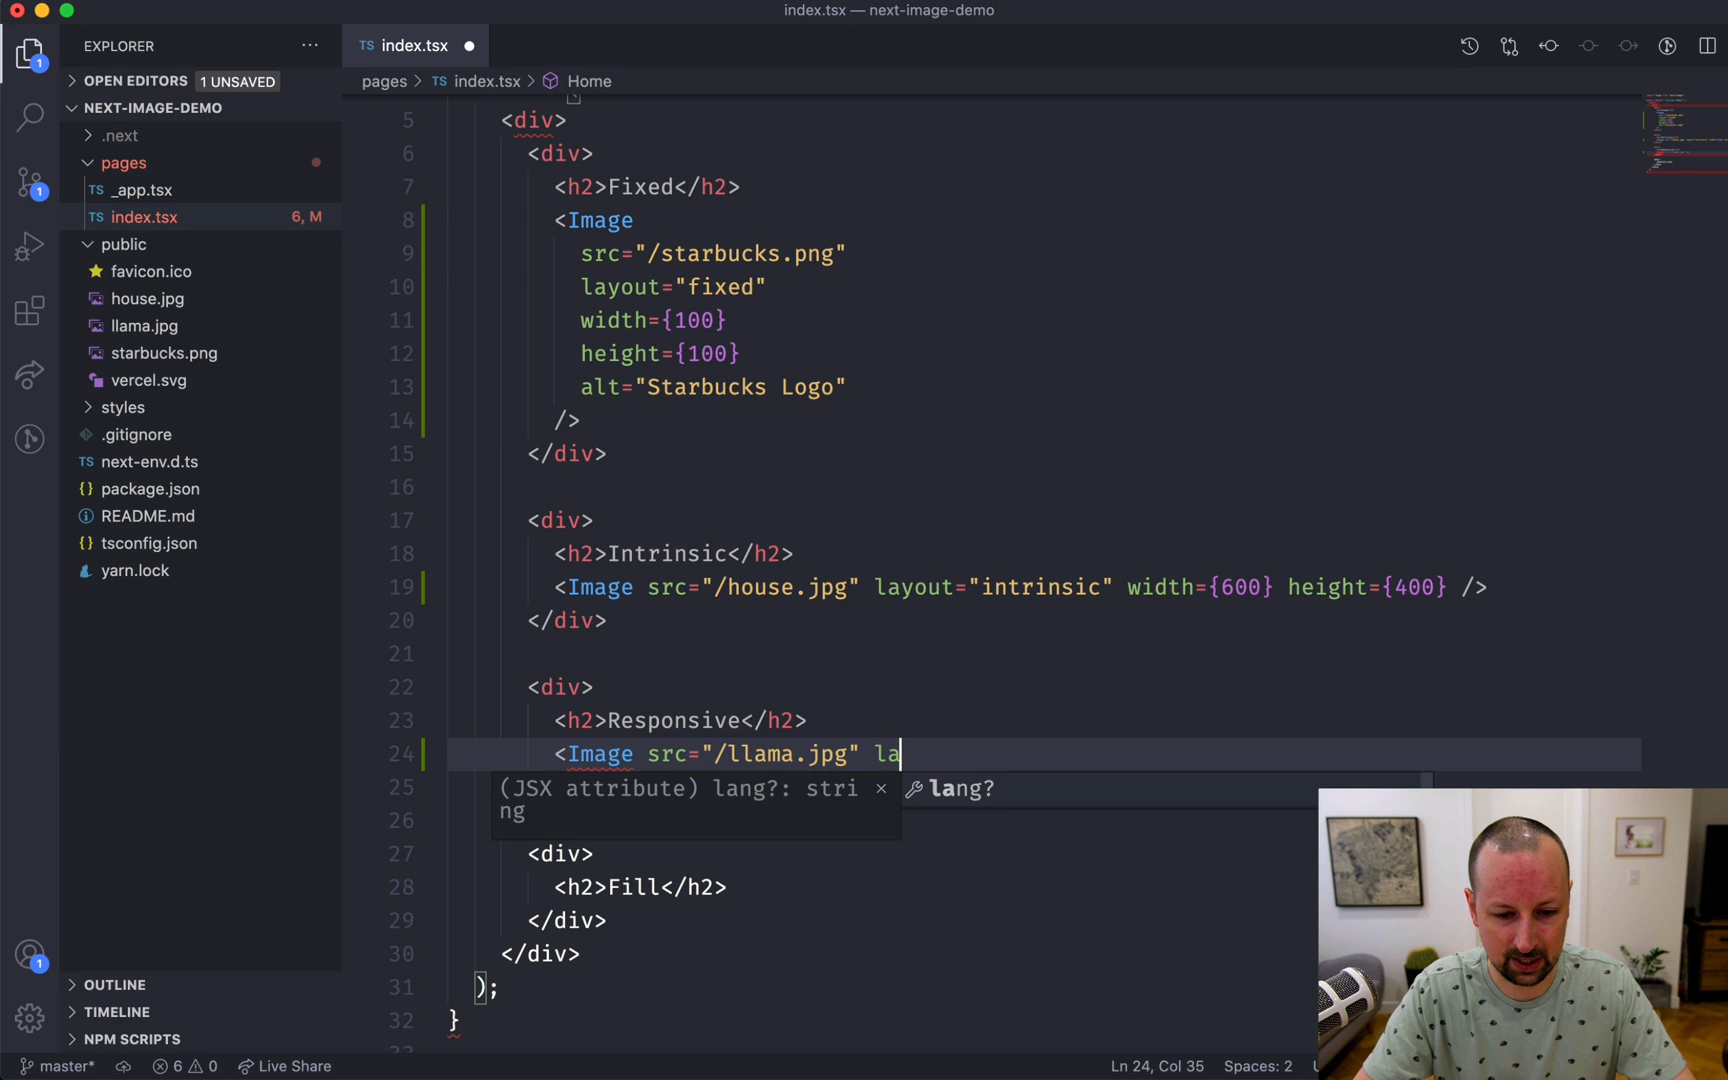 index.tsx — next-image-demo
EXPLORER ···
TS index.tsx ●
OPEN EDITORS 1 UNSAVED
pages > TS index.tsx > Home
NEXT-IMAGE-DEMO
.next
pages
TS _app.tsx
TS index.tsx 6, M
public
favicon.ico
house.jpg
llama.jpg
starbucks.png
vercel.svg
styles
.gitignore
TS next-env.d.ts
{} package.json
README.md
{} tsconfig.json
yarn.lock
OUTLINE
TIMELINE
NPM SCRIPTS
1
1
1
5 <div>
6 <div>
7 <h2>Fixed</h2>
8 <Image
9 src="/starbucks.png"
10 layout="fixed"
11 width={100}
12 height={100}
13 alt="Starbucks Logo"
14 />
15 </div>
16
17 <div>
18 <h2>Intrinsic</h2>
19 <Image src="/house.jpg" layout="intrinsic" width={600} height={400} />
20 </div>
21
22 <div>
23 <h2>Responsive</h2>
24 <Image src="/llama.jpg" la
25 (JSX attribute) lang?: stri × lang?
ng
26
27 <div>
28 <h2>Fill</h2>
29 </div>
30 </div>
31 );
32 }
master* 6 0 Live Share Ln 24, Col 35 Spaces: 2